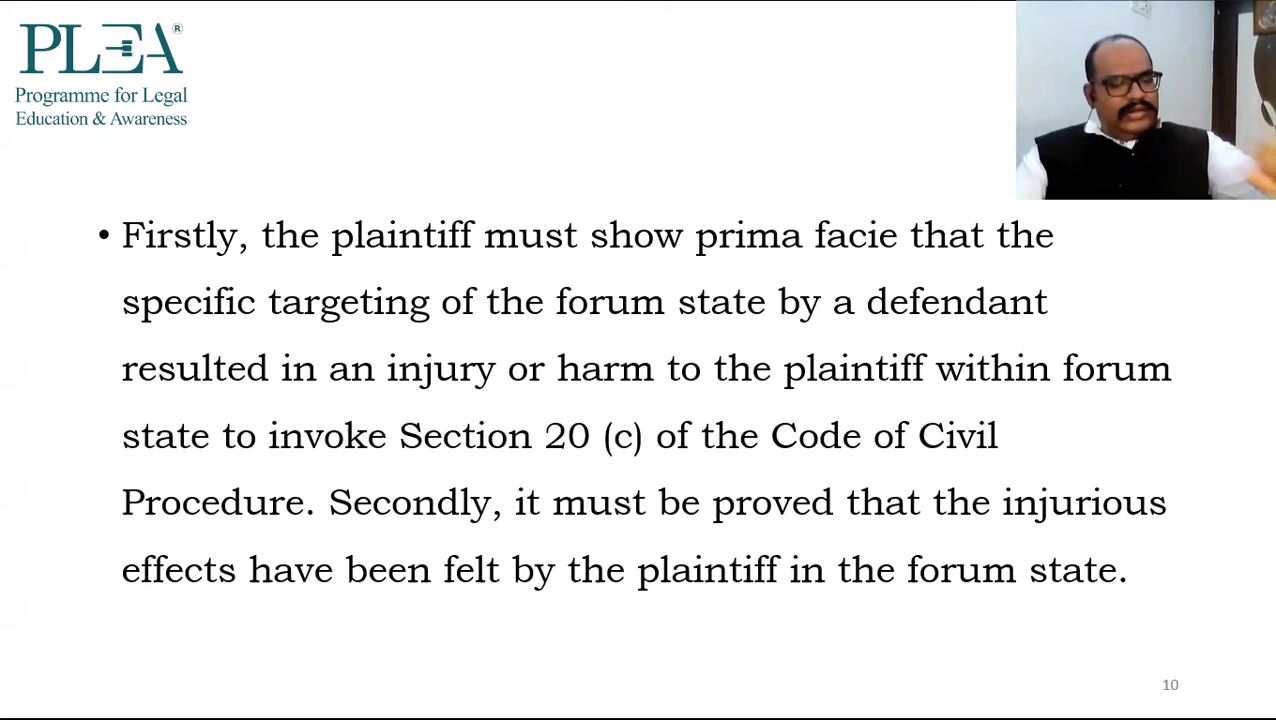 PLEA®
Programme for Legal
Education & Awareness
• Firstly, the plaintiff must show prima facie that the
specific targeting of the forum state by a defendant
resulted in an injury or harm to the plaintiff within forum
state to invoke Section 20 (c) of the Code of Civil
Procedure. Secondly, it must be proved that the injurious
effects have been felt by the plaintiff in the forum state.
10